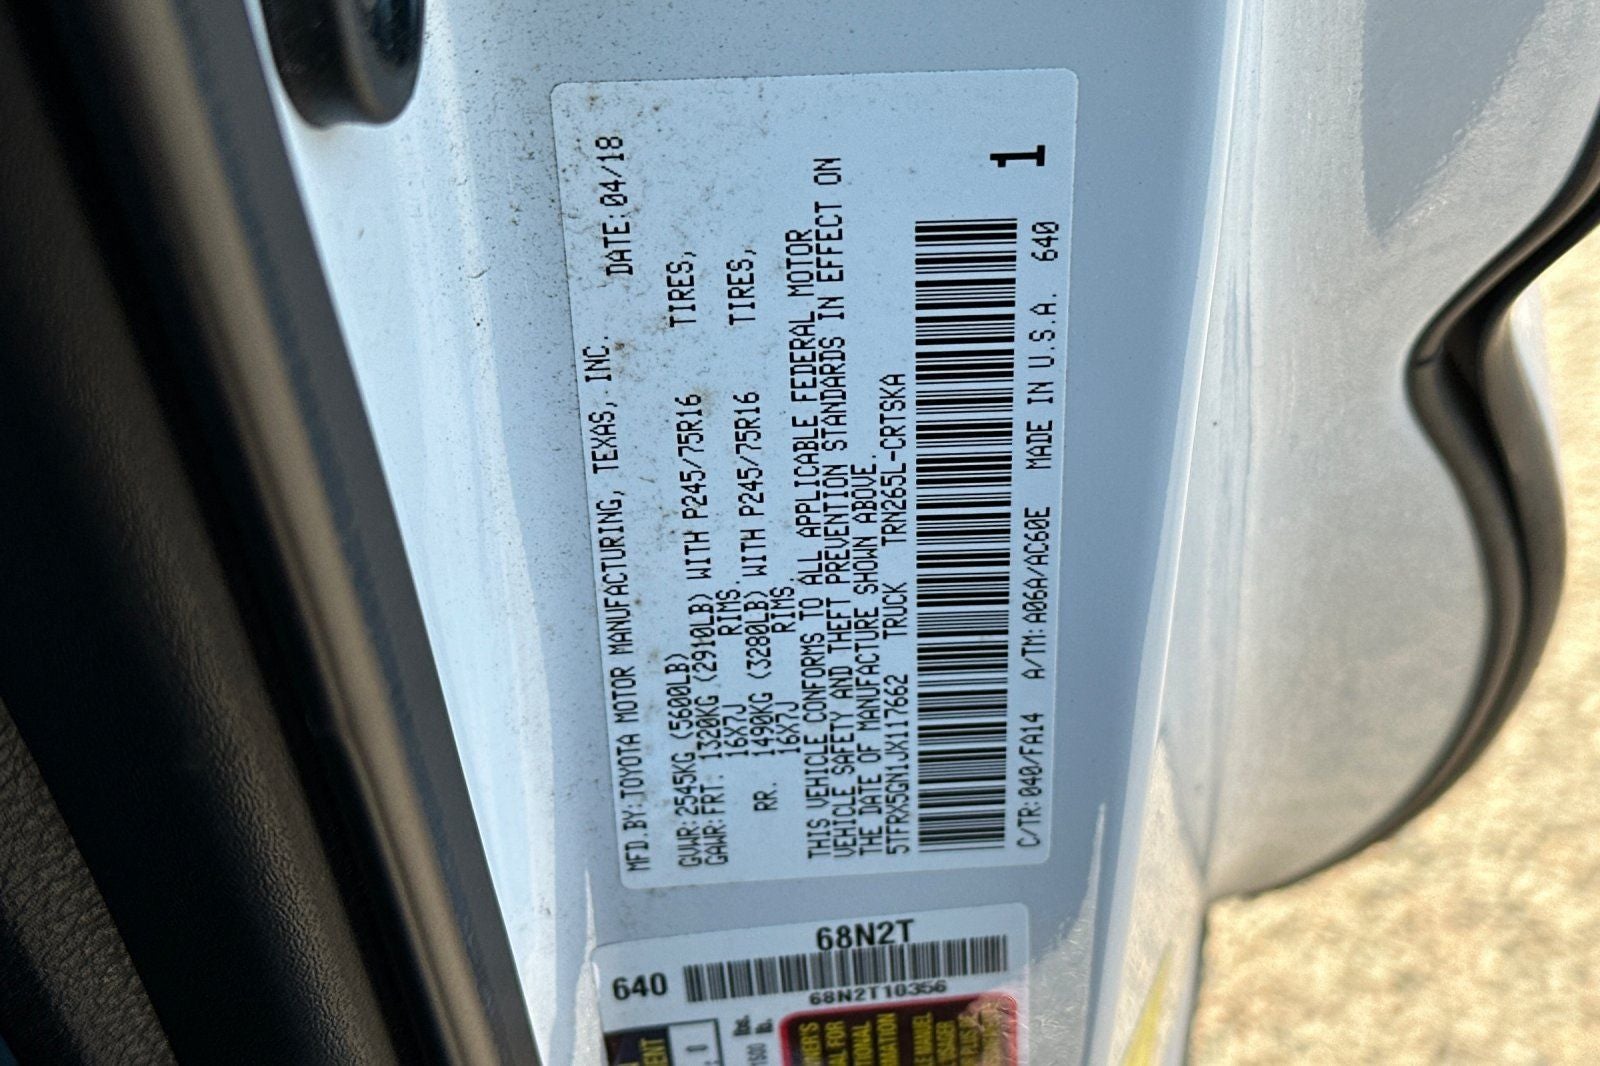 MFD.BY:TOYOTA MOTOR MANUFACTURING, TEXAS, INC. DATE:04/18
GVWR:2545KG (5600LB)
GAWR:FRT. 1320KG (2910LB) WITH P245/75R16 TIRES,
16X7J RIMS.
RR. 1490KG (3280LB) WITH P245/75R16 TIRES,
16X7J RIMS.
THIS VEHICLE CONFORMS TO ALL APPLICABLE FEDERAL MOTOR
VEHICLE SAFETY AND THEFT PREVENTION STANDARDS IN EFFECT ON
THE DATE OF MANUFACTURE SHOWN ABOVE.
5TFRX5GN1JX117662 TRUCK TRN265L-CRTSKA
1
C/TR:040/FA14 A/TM:A06A/AC60E MADE IN U.S.A. 640
68N2T
640
68N2T10356